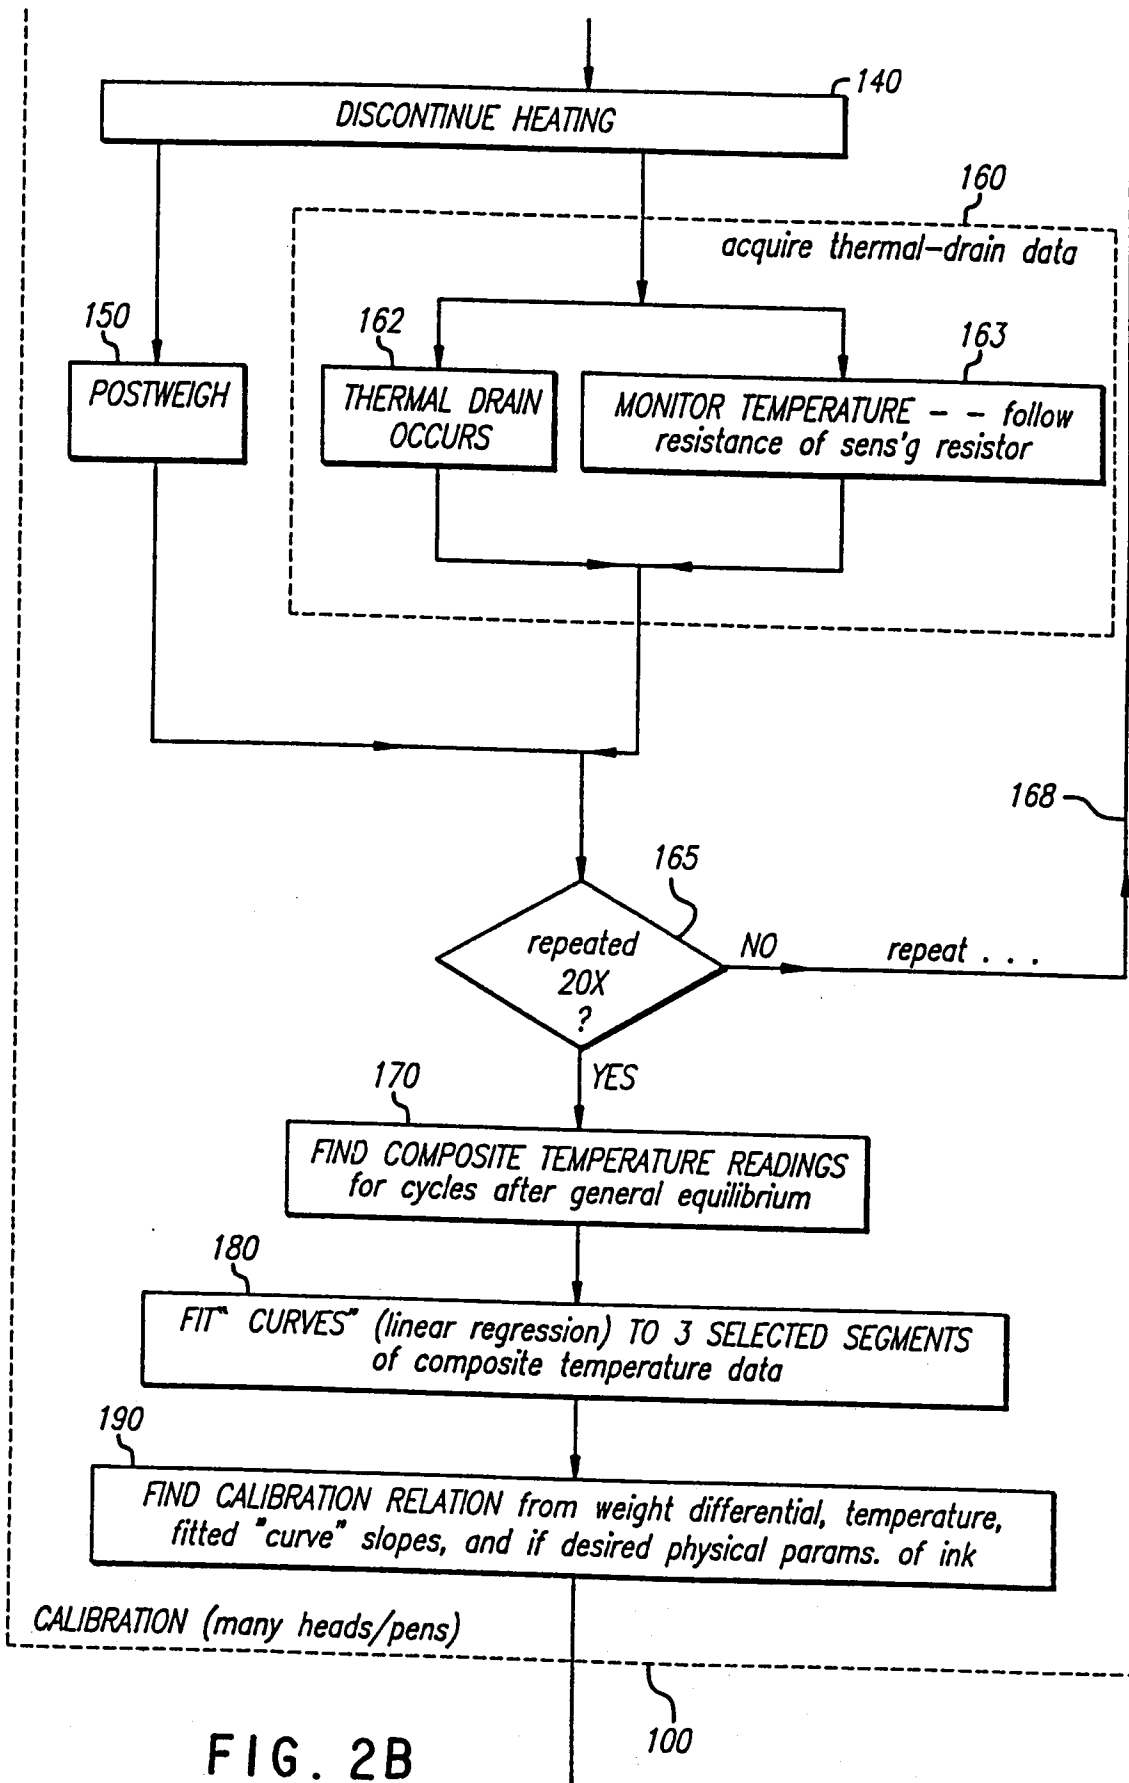 140
DISCONTINUE HEATING
160
acquire thermal-drain data
150
POSTWEIGH
162
THERMAL DRAIN
OCCURS
163
MONITOR TEMPERATURE - - follow
resistance of sens'g resistor
168
165
repeated
20X
?
NO
repeat . . .
YES
170
FIND COMPOSITE TEMPERATURE READINGS
for cycles after general equilibrium
180
FIT" CURVES" (linear regression) TO 3 SELECTED SEGMENTS
of composite temperature data
190
FIND CALIBRATION RELATION from weight differential, temperature,
fitted "curve" slopes, and if desired physical params. of ink
CALIBRATION (many heads/pens)
100
FIG. 2B